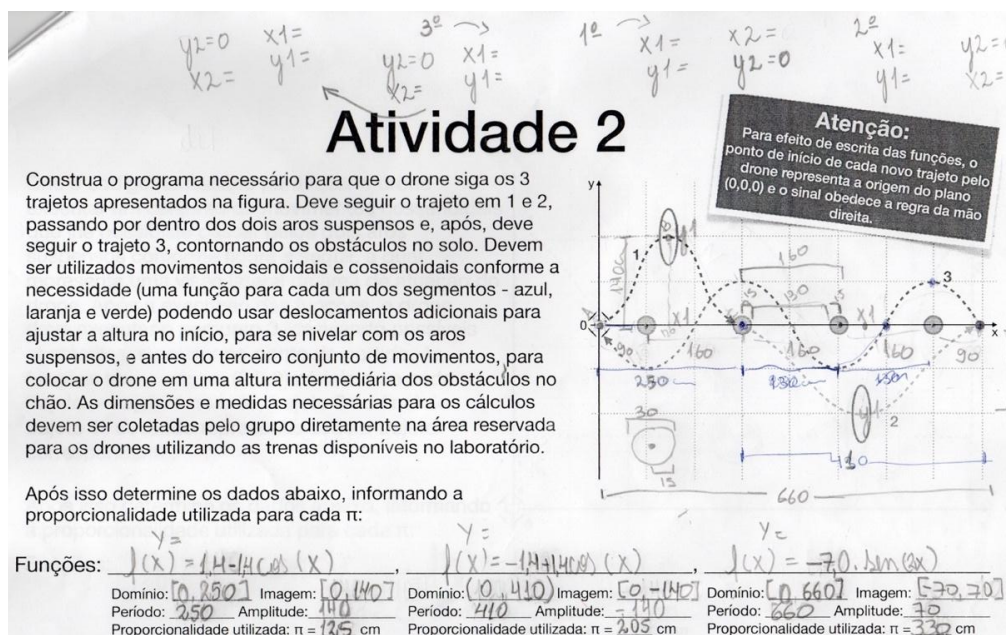 3º 1º 2º
y2=0 x1= y2=0 x1= x1= x2= x1= y2=
x2= y1= x2= y1= y1= y2=0 y1= x2=
Atividade 2
Atenção:
Para efeito de escrita das funções, o
ponto de início de cada novo trajeto pelo
drone representa a origem do plano
(0,0,0) e o sinal obedece a regra da mão
direita.
Construa o programa necessário para que o drone siga os 3
trajetos apresentados na figura. Deve seguir o trajeto em 1 e 2,
passando por dentro dos dois aros suspensos e, após, deve
seguir o trajeto 3, contornando os obstáculos no solo. Devem
ser utilizados movimentos senoidais e cossenoidais conforme a
necessidade (uma função para cada um dos segmentos - azul,
laranja e verde) podendo usar deslocamentos adicionais para
ajustar a altura no início, para se nivelar com os aros
suspensos, e antes do terceiro conjunto de movimentos, para
colocar o drone em uma altura intermediária dos obstáculos no
chão. As dimensões e medidas necessárias para os cálculos
devem ser coletadas pelo grupo diretamente na área reservada
para os drones utilizando as trenas disponíveis no laboratório.
y
1 y1
160
3
140
15 130 15
0 x1 x1 x
90 160 160 160 90
250
30
y1
2
410
15
660
Após isso determine os dados abaixo, informando a
proporcionalidade utilizada para cada π:
y= y= y=
Funções: f(x)=1,4-1,4cos(x), f(x)=-1,4+1,4cos(x), f(x)=-70.sen(2x)
Domínio: [0,250] Imagem: [0,140] Domínio: (0,410) Imagem: [0,-140] Domínio: [0,660] Imagem: [-70,70]
Período: 250 Amplitude: 140 Período: 410 Amplitude: -140 Período: 660 Amplitude: 70
Proporcionalidade utilizada: π = 125 cm Proporcionalidade utilizada: π = 205 cm Proporcionalidade utilizada: π = 330 cm